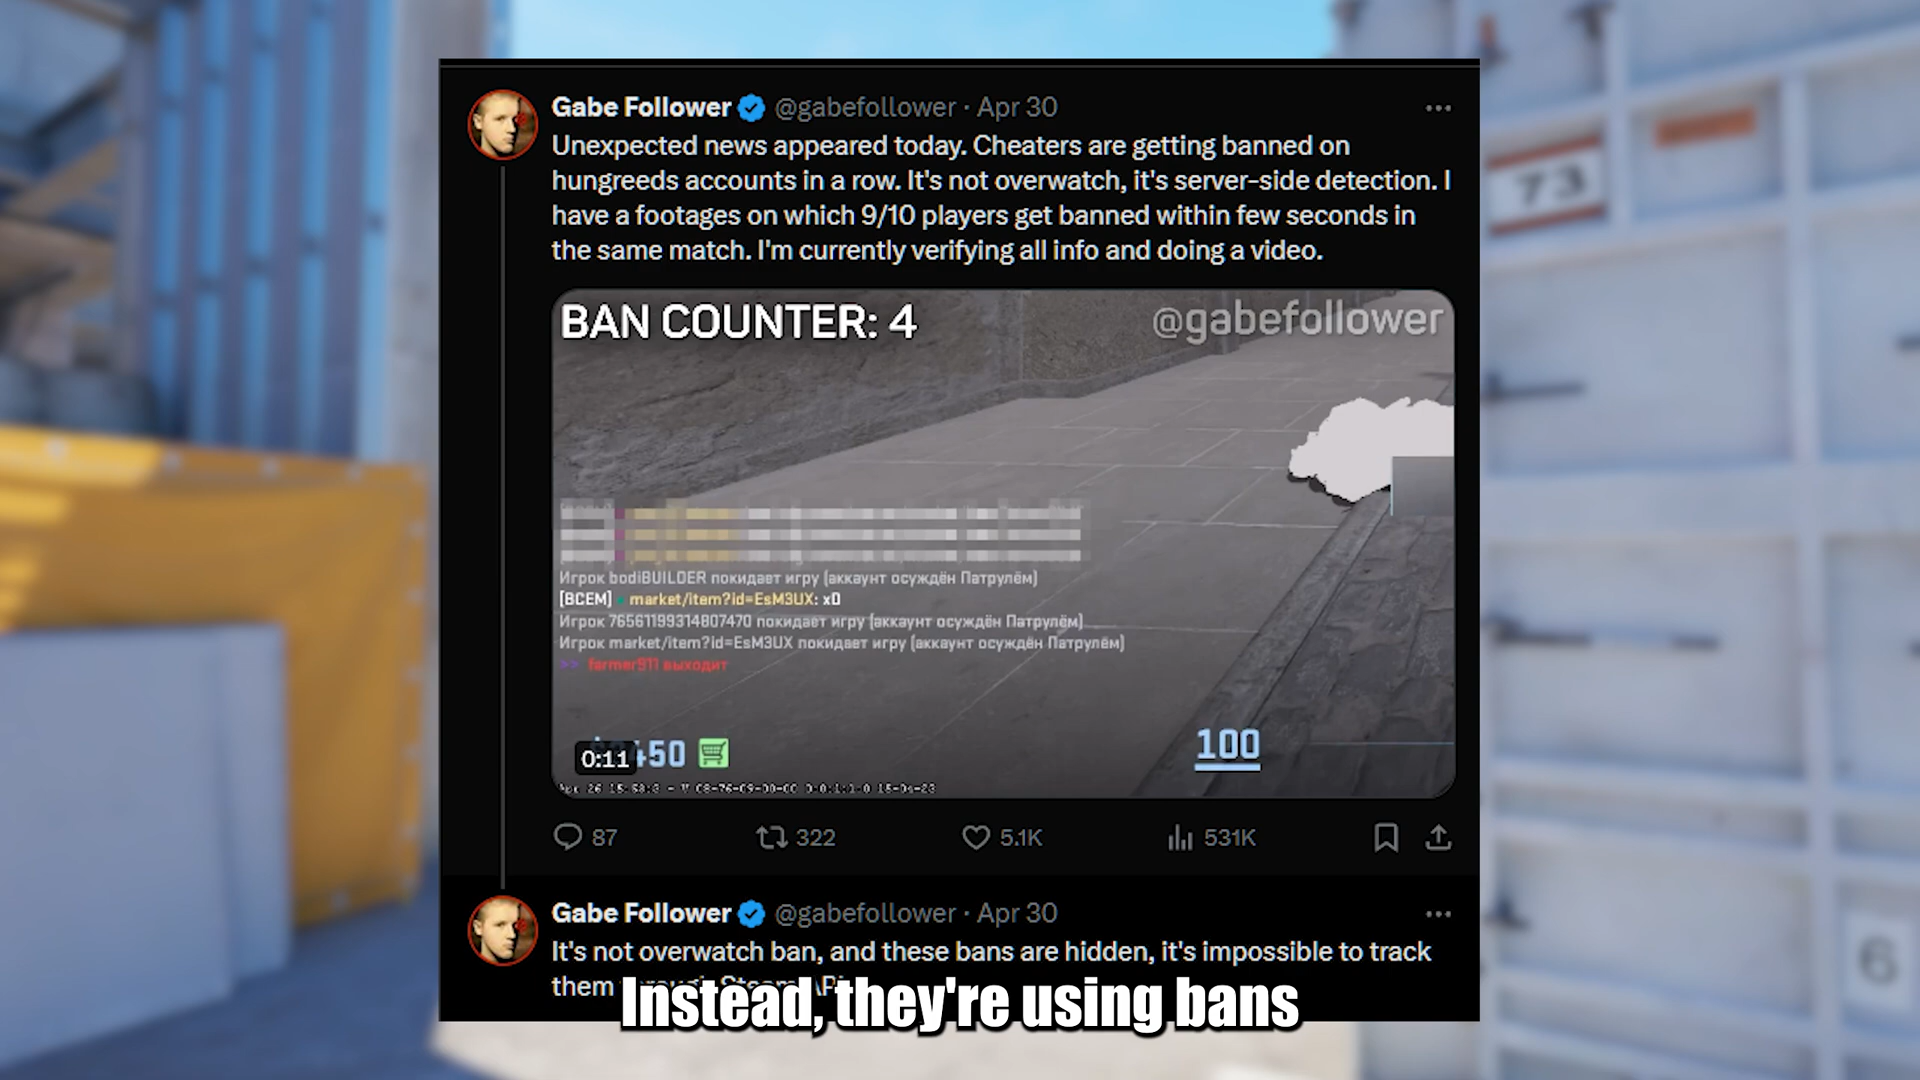 Gabe Follower @gabefollower · Apr 30
Unexpected news appeared today. Cheaters are getting banned on
hungreeds accounts in a row. It's not overwatch, it's server-side detection. I
have a footages on which 9/10 players get banned within few seconds in
the same match. I'm currently verifying all info and doing a video.
BAN COUNTER: 4
@gabefollower
Игрок bodiBUILDER покидает игру (аккаунт осуждён Патрулём)
[ВСЕМ] market/item?id=EsM3UX: xD
Игрок 76561199314807470 покидает игру (аккаунт осуждён Патрулём)
Игрок market/item?id=EsM3UX покидает игру (аккаунт осуждён Патрулём)
>> farmer911 выходит
0:11
450
100
87
322
5.1K
531K
Gabe Follower @gabefollower · Apr 30
It's not overwatch ban, and these bans are hidden, it's impossible to track
them
Instead, they're using bans
73
6